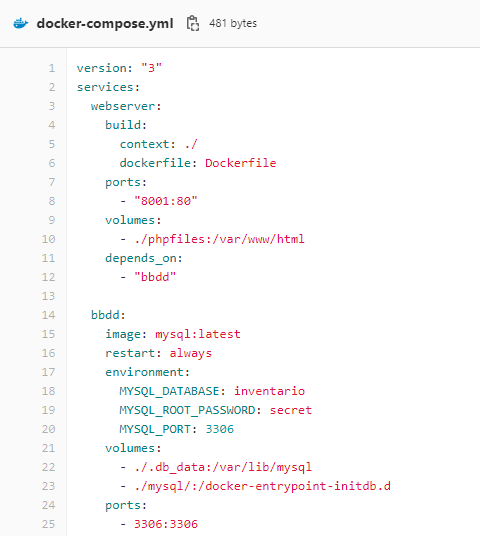 docker-compose.yml 481 bytes
1 version: "3"
2 services:
3   webserver:
4     build:
5       context: ./
6       dockerfile: Dockerfile
7     ports:
8       - "8001:80"
9     volumes:
10       - ./phpfiles:/var/www/html
11     depends_on:
12       - "bbdd"
13
14   bbdd:
15     image: mysql:latest
16     restart: always
17     environment:
18       MYSQL_DATABASE: inventario
19       MYSQL_ROOT_PASSWORD: secret
20       MYSQL_PORT: 3306
21     volumes:
22       - ./.db_data:/var/lib/mysql
23       - ./mysql/:/docker-entrypoint-initdb.d
24     ports:
25       - 3306:3306